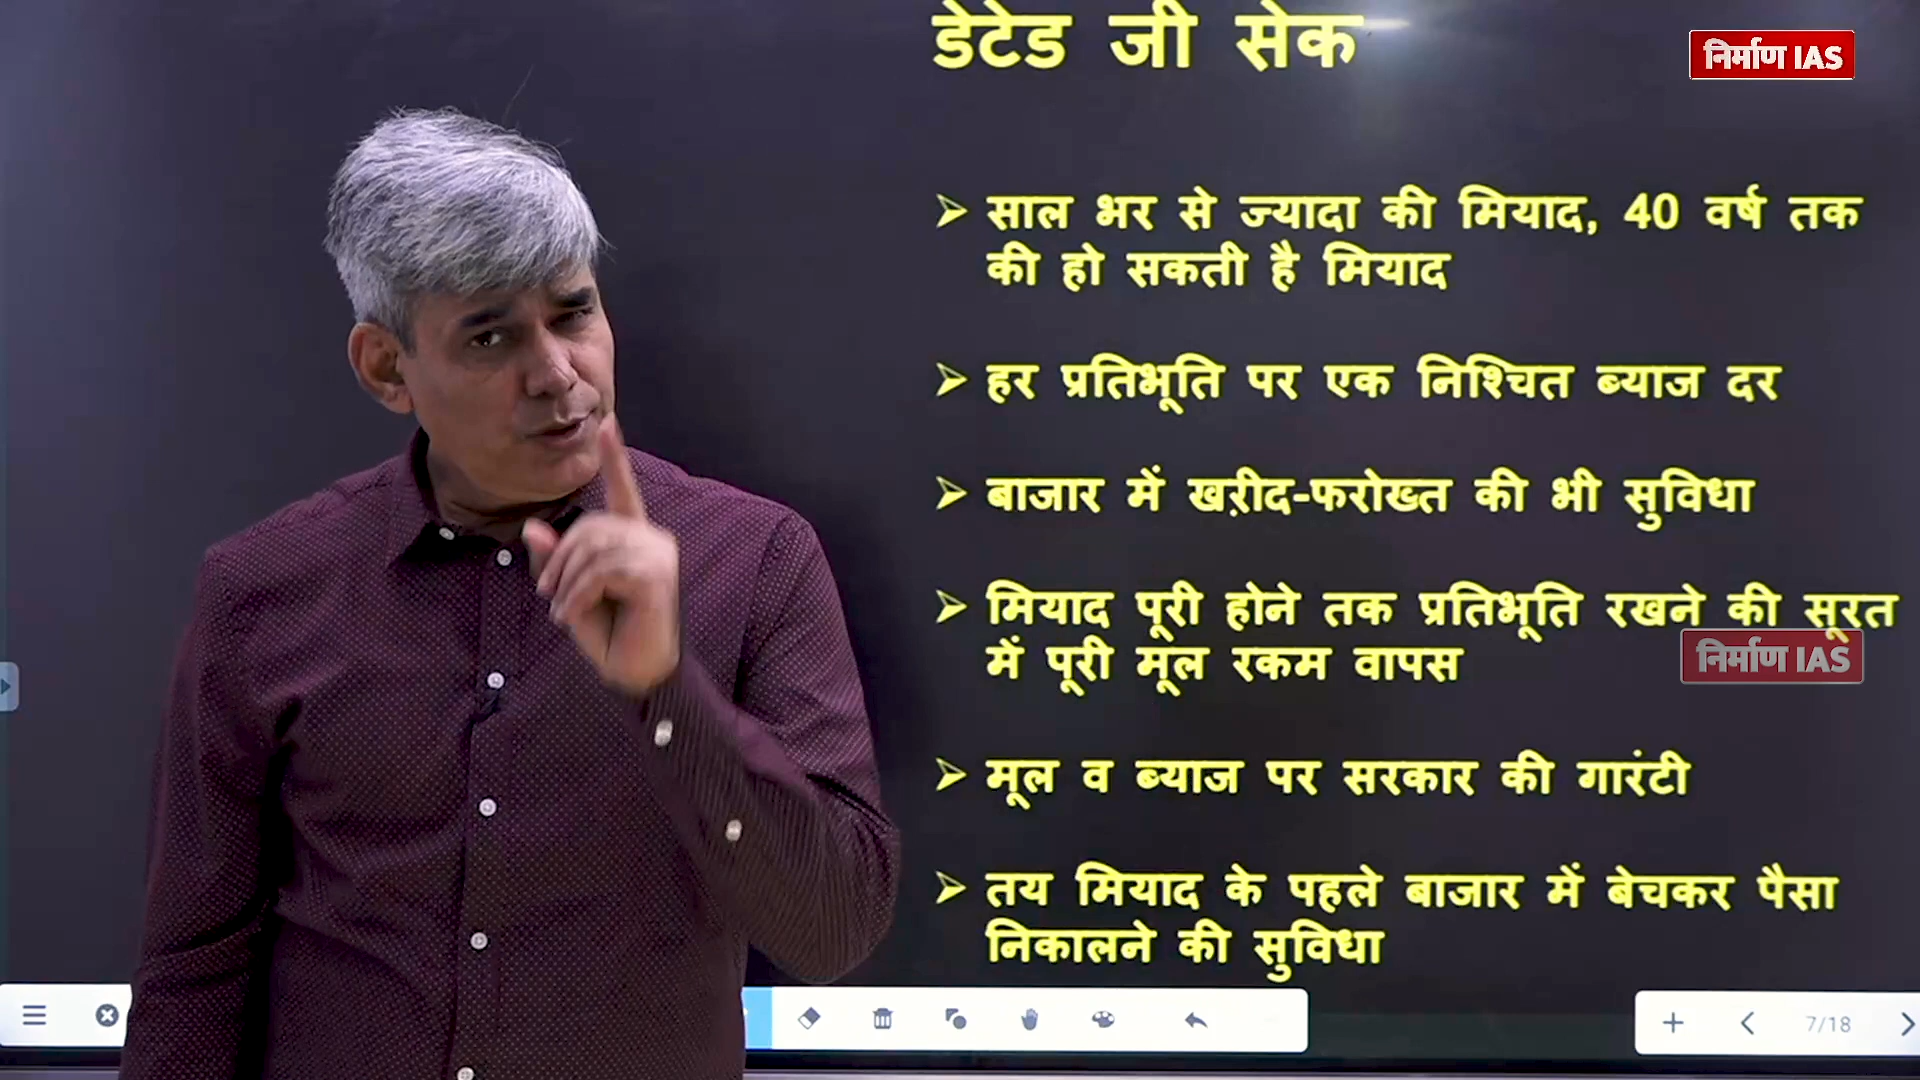 डेटेड जी सेक
निर्माण IAS
➢ साल भर से ज्यादा की मियाद, 40 वर्ष तक
की हो सकती है मियाद
➢ हर प्रतिभूति पर एक निश्चित ब्याज दर
➢ बाजार में खऱीद-फरोख्त की भी सुविधा
➢ मियाद पूरी होने तक प्रतिभूति रखने की सूरत
में पूरी मूल रकम वापस
निर्माण IAS
➢ मूल व ब्याज पर सरकार की गारंटी
➢ तय मियाद के पहले बाजार में बेचकर पैसा
निकालने की सुविधा
7/18